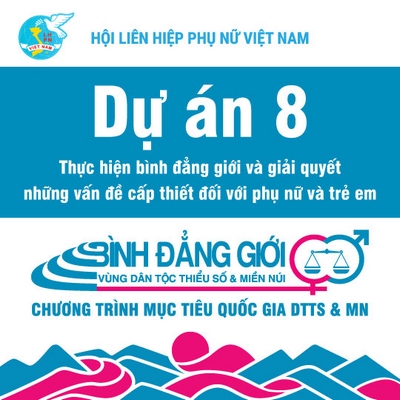 HỘI LIÊN HIỆP PHỤ NỮ VIỆT NAM
VIỆT NAM
Dự án 8
Thực hiện bình đẳng giới và giải quyết
những vấn đề cấp thiết đối với phụ nữ và trẻ em
BÌNH ĐẲNG GIỚI
VÙNG DÂN TỘC THIỂU SỐ & MIỀN NÚI
CHƯƠNG TRÌNH MỤC TIÊU QUỐC GIA DTTS & MN